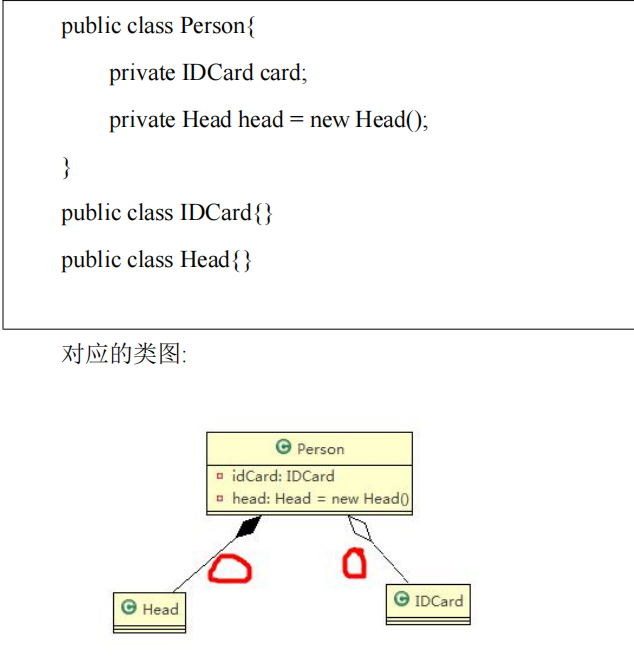 public class Person{
private IDCard card;
private Head head = new Head();
}
public class IDCard{}
public class Head{}
对应的类图:
C Person
idCard: IDCard
head: Head = new Head()
C Head
C IDCard